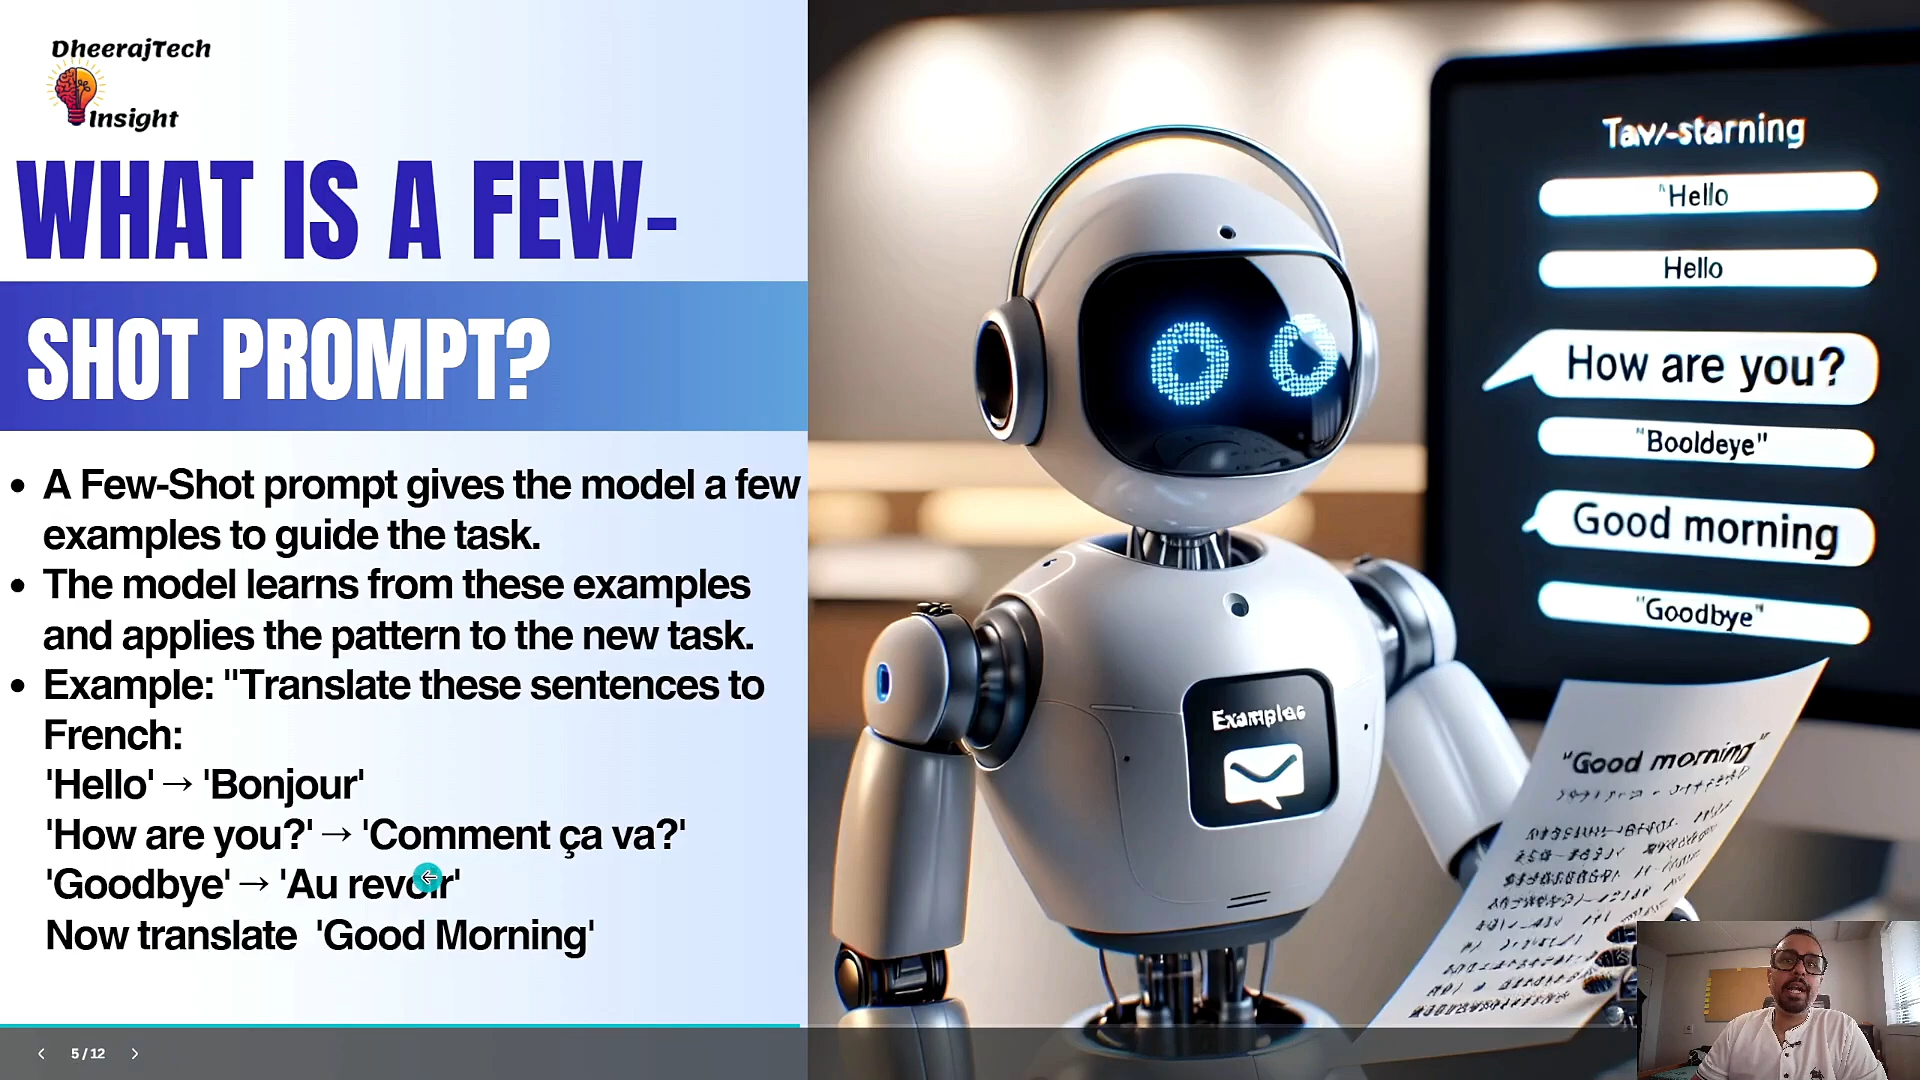 DheerajTech
Insight
WHAT IS A FEW-
SHOT PROMPT?
• A Few-Shot prompt gives the model a few
examples to guide the task.
• The model learns from these examples
and applies the pattern to the new task.
• Example: "Translate these sentences to
French:
'Hello' → 'Bonjour'
'How are you?' → 'Comment ça va?'
'Goodbye' → 'Au revoir'
Now translate 'Good Morning'
5 / 12
Tav-starning
"Hello
Hello
How are you?
"Booldeye"
Good morning
"Goodbye"
Examples
"Good morning"